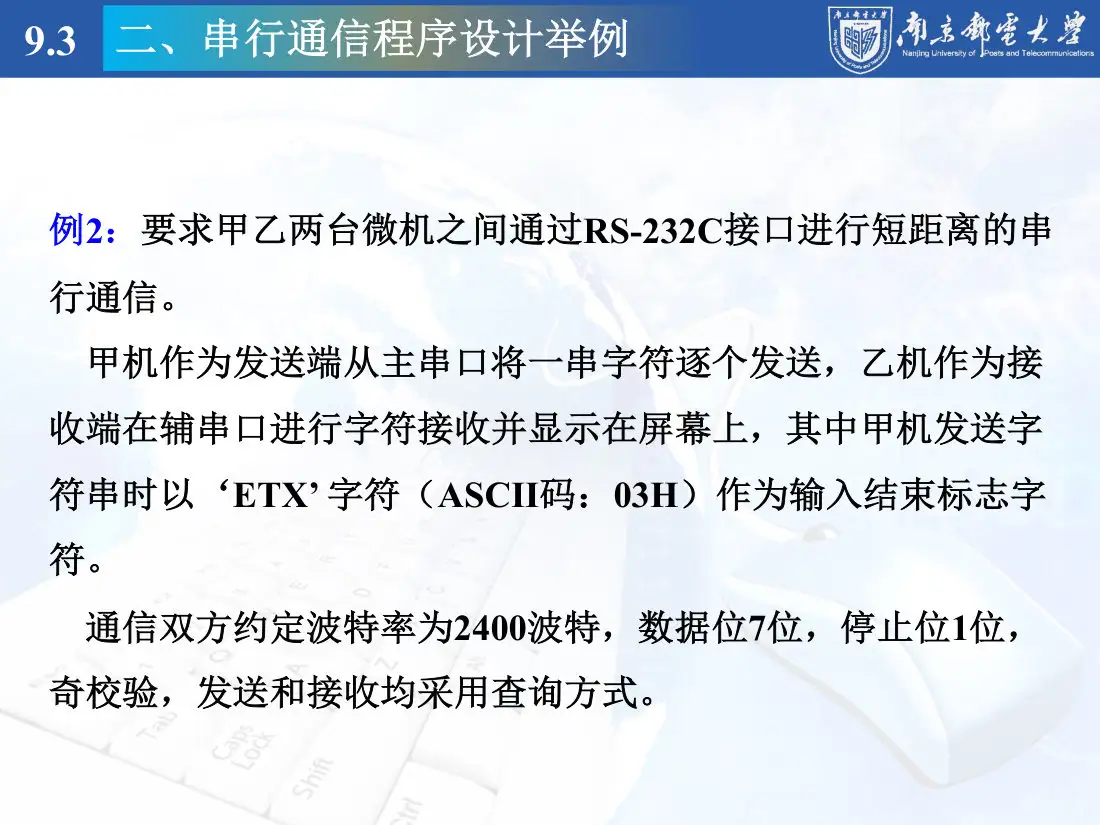 9.3 二、串行通信程序设计举例
南京邮电大学
Nanjing University of Posts and Telecommunications
例2：要求甲乙两台微机之间通过RS-232C接口进行短距离的串
行通信。
甲机作为发送端从主串口将一串字符逐个发送，乙机作为接
收端在辅串口进行字符接收并显示在屏幕上，其中甲机发送字
符串时以‘ETX’字符（ASCII码：03H）作为输入结束标志字
符。
通信双方约定波特率为2400波特，数据位7位，停止位1位，
奇校验，发送和接收均采用查询方式。
Tab
Caps
Lock
Shift
Ctrl